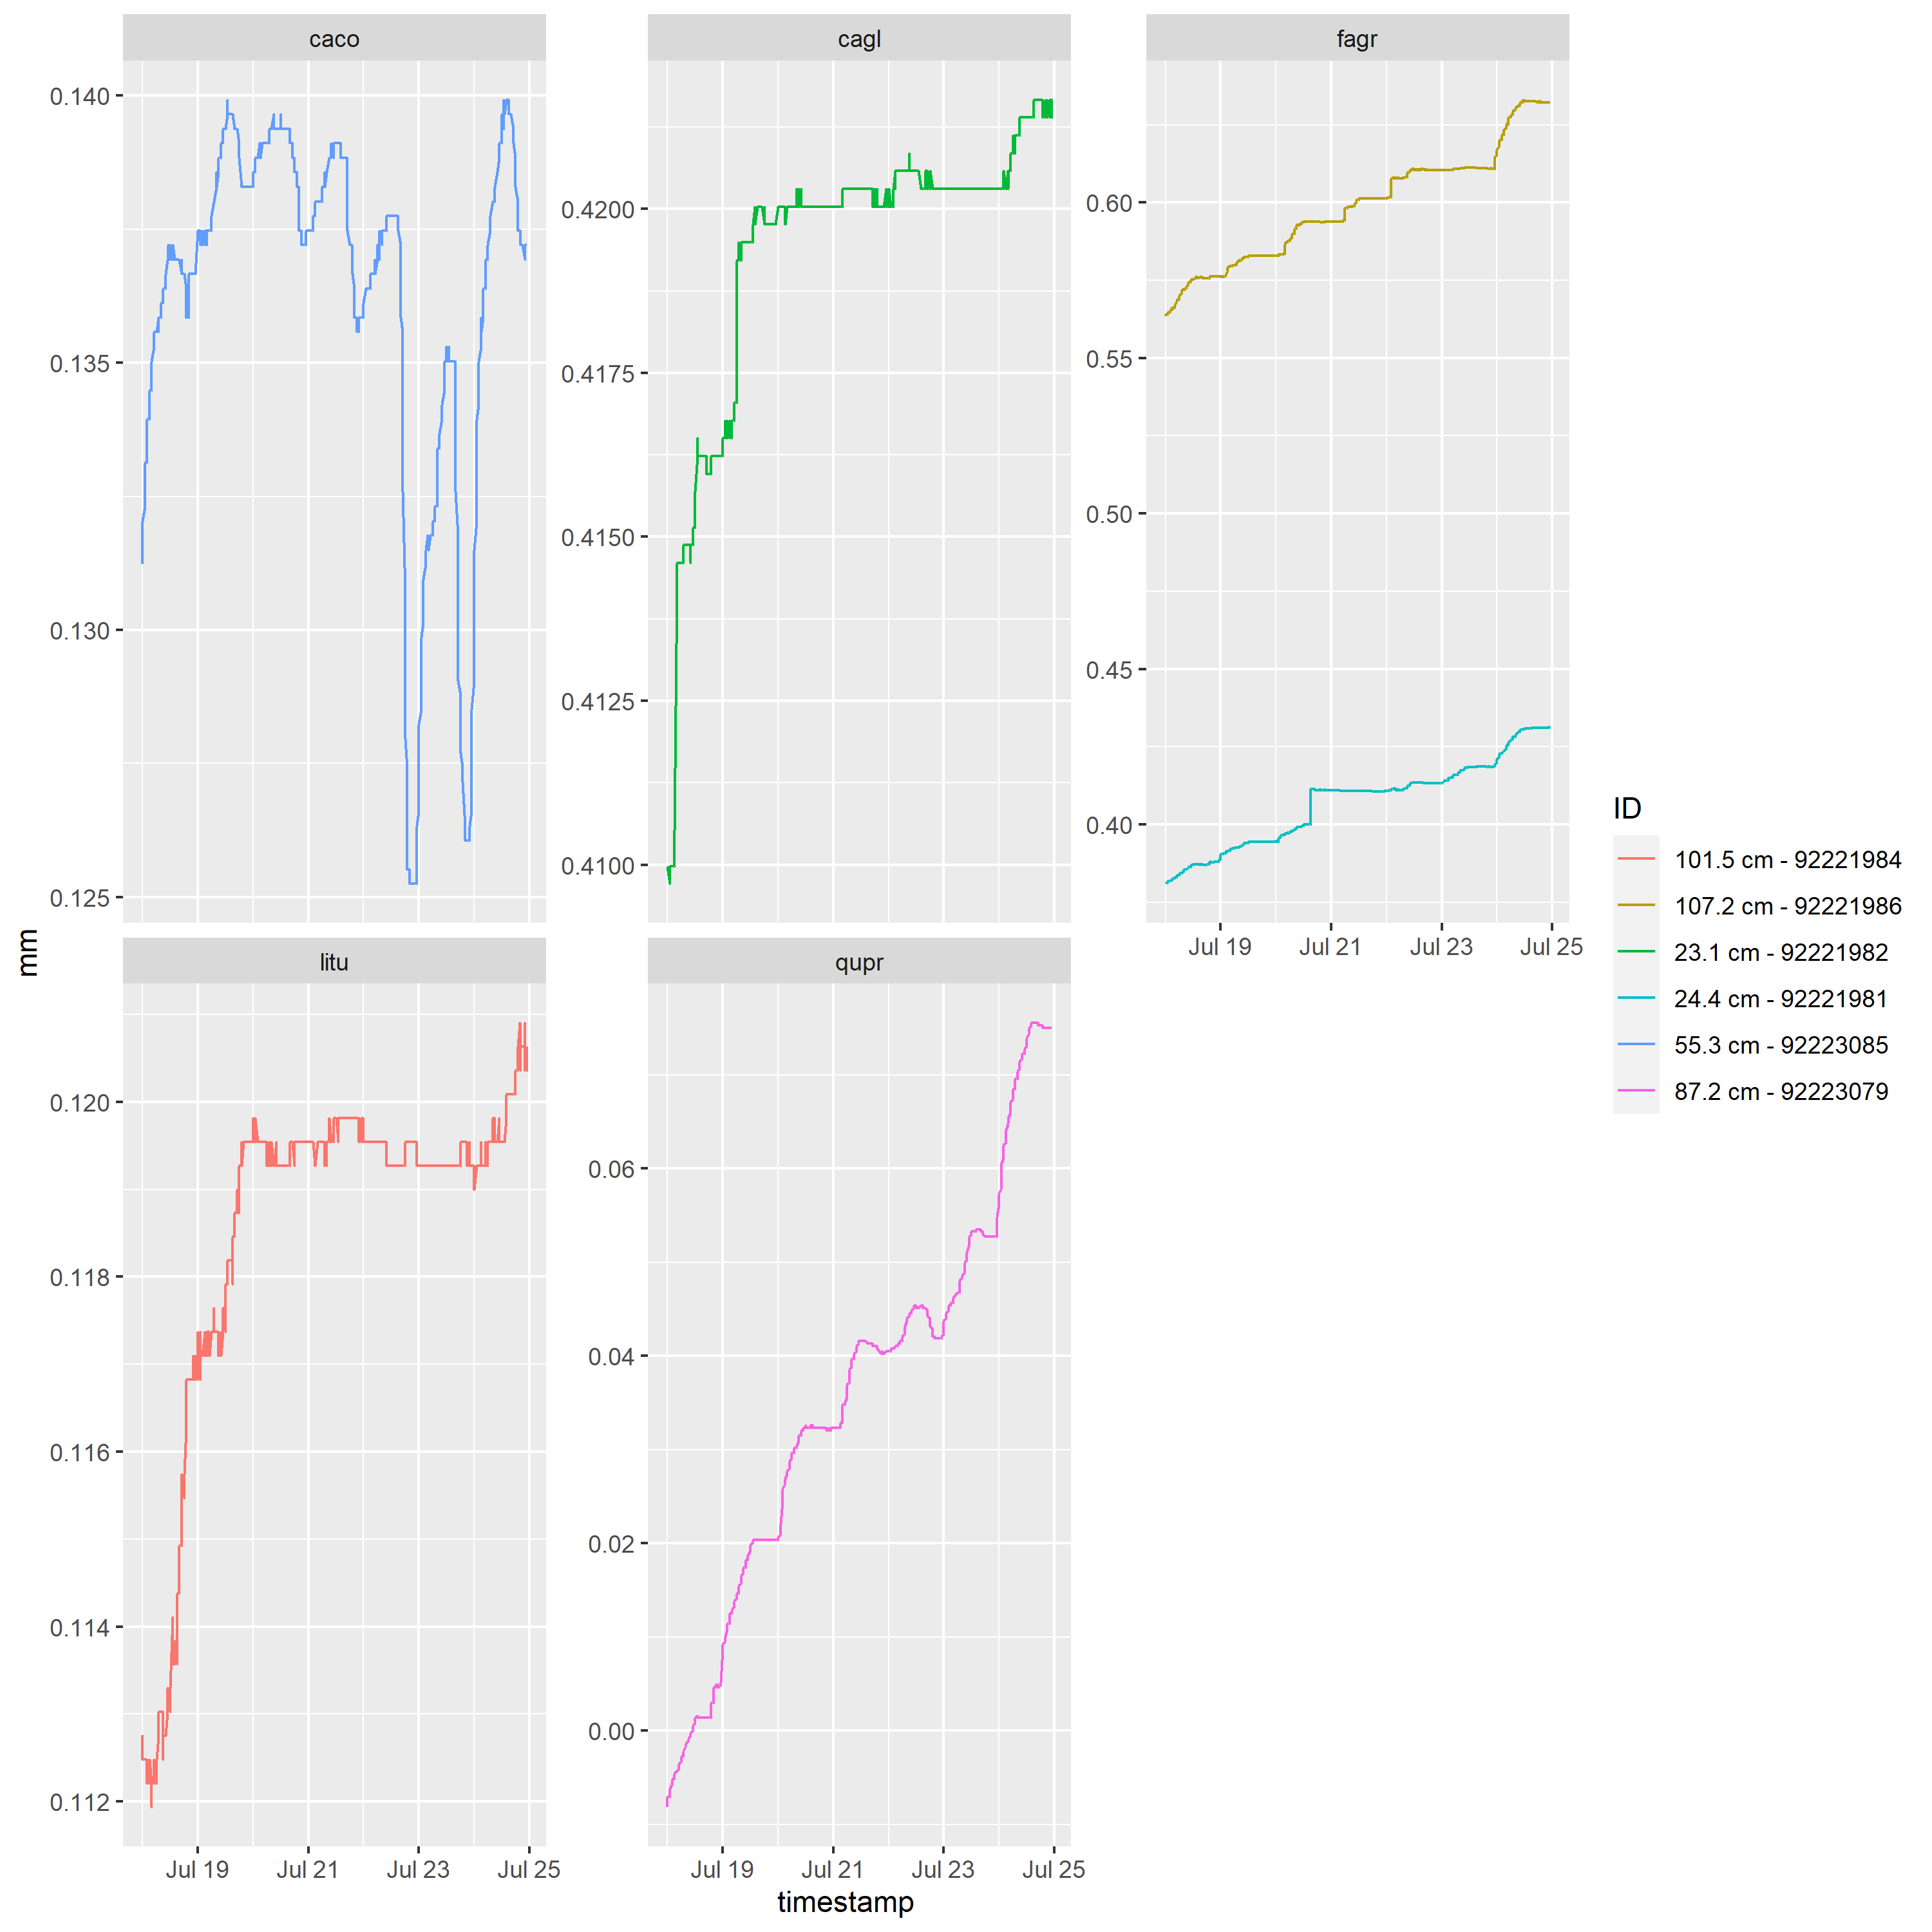 caco
cagl
fagr
0.140
0.135
0.130
0.125
0.4200
0.4175
0.4150
0.4125
0.4100
0.60
0.55
0.50
0.45
0.40
Jul 19
Jul 21
Jul 23
Jul 25
mm
litu
qupr
0.120
0.118
0.116
0.114
0.112
0.06
0.04
0.02
0.00
Jul 19
Jul 21
Jul 23
Jul 25
Jul 19
Jul 21
Jul 23
Jul 25
timestamp
ID
101.5 cm - 92221984
107.2 cm - 92221986
23.1 cm - 92221982
24.4 cm - 92221981
55.3 cm - 92223085
87.2 cm - 92223079